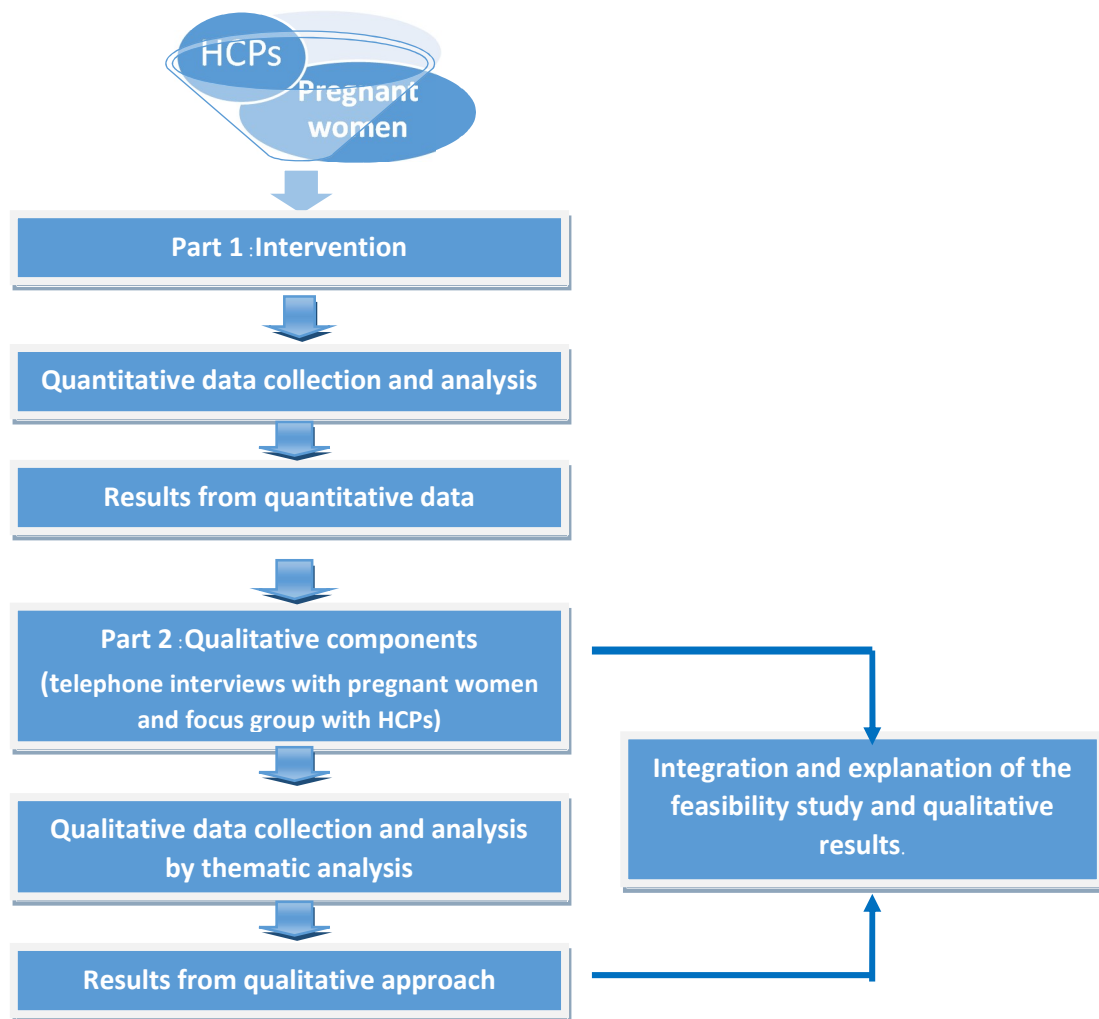 HCPs
Pregnant
women
Part 1 :Intervention
Quantitative data collection and analysis
Results from quantitative data
Part 2 :Qualitative components
(telephone interviews with pregnant women
and focus group with HCPs)
Qualitative data collection and analysis
by thematic analysis
Results from qualitative approach
Integration and explanation of the
feasibility study and qualitative
results.